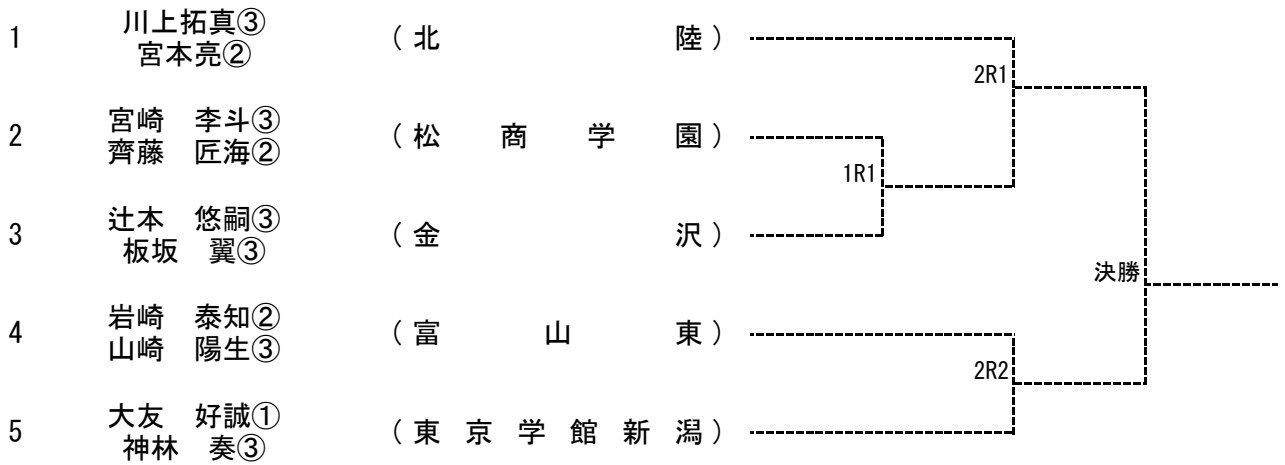 川上拓真③
1 (北陸)
宮本亮②
2R1
宮崎 李斗③
2 (松商学園)
齊藤 匠海②
1R1
辻本 悠嗣③
3 (金沢)
板坂 翼③
決勝
岩崎 泰知②
4 (富山東)
山崎 陽生③
2R2
大友 好誠①
5 (東京学館新潟)
神林 奏③